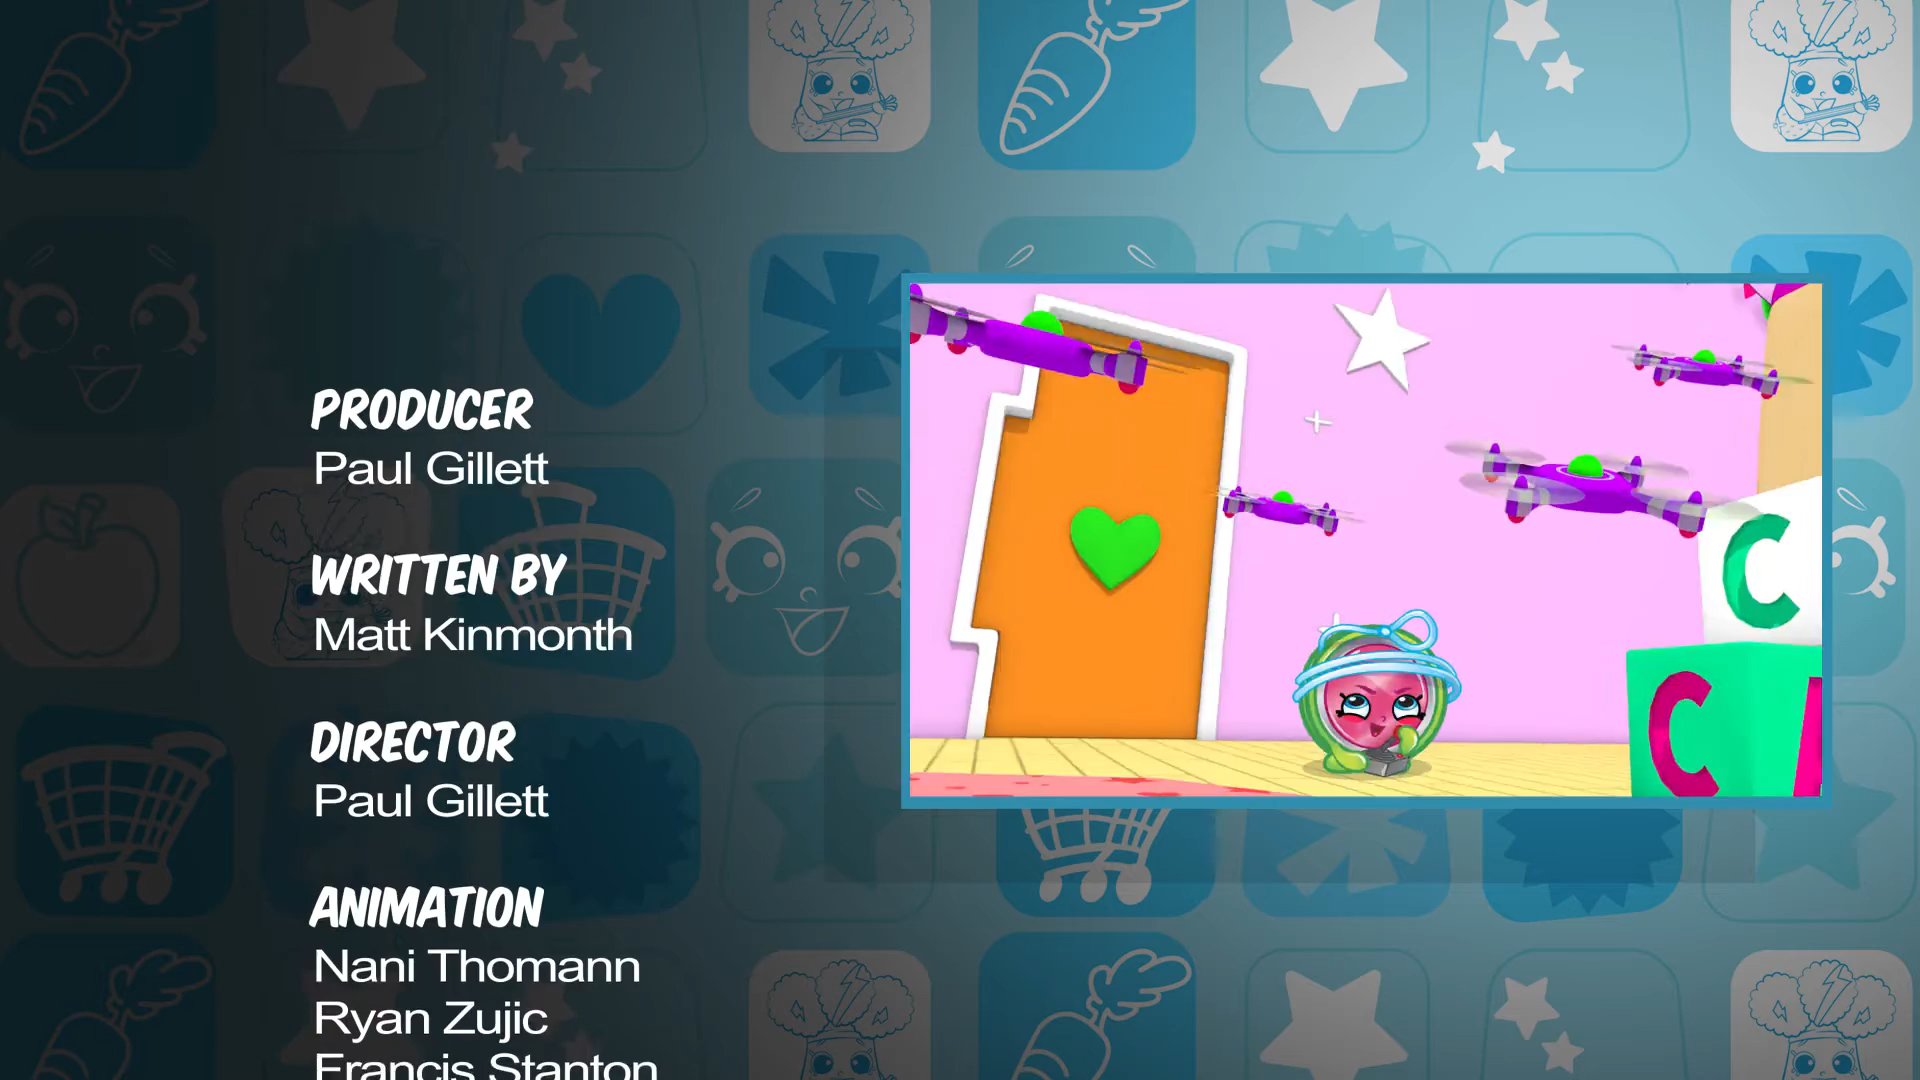 PRODUCER
Paul Gillett
WRITTEN BY
Matt Kinmonth
DIRECTOR
Paul Gillett
ANIMATION
Nani Thomann
Ryan Zujic
Francis Stanton
C
C